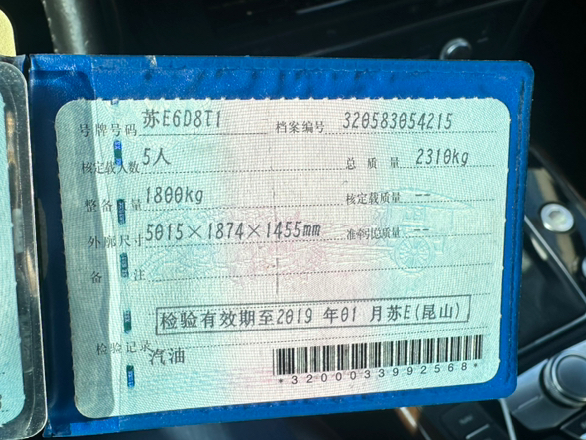 号牌号码 苏E6D8T1 档案编号 320583054215
核定载人数 5人 总质量 2310kg
整备质量 1800kg 核定载质量 --
外廓尺寸 5015×1874×1455mm 准牵引总质量 --
备注
检验有效期至2019 年01 月苏E(昆山)
检验记录
汽油
*3200033992568*